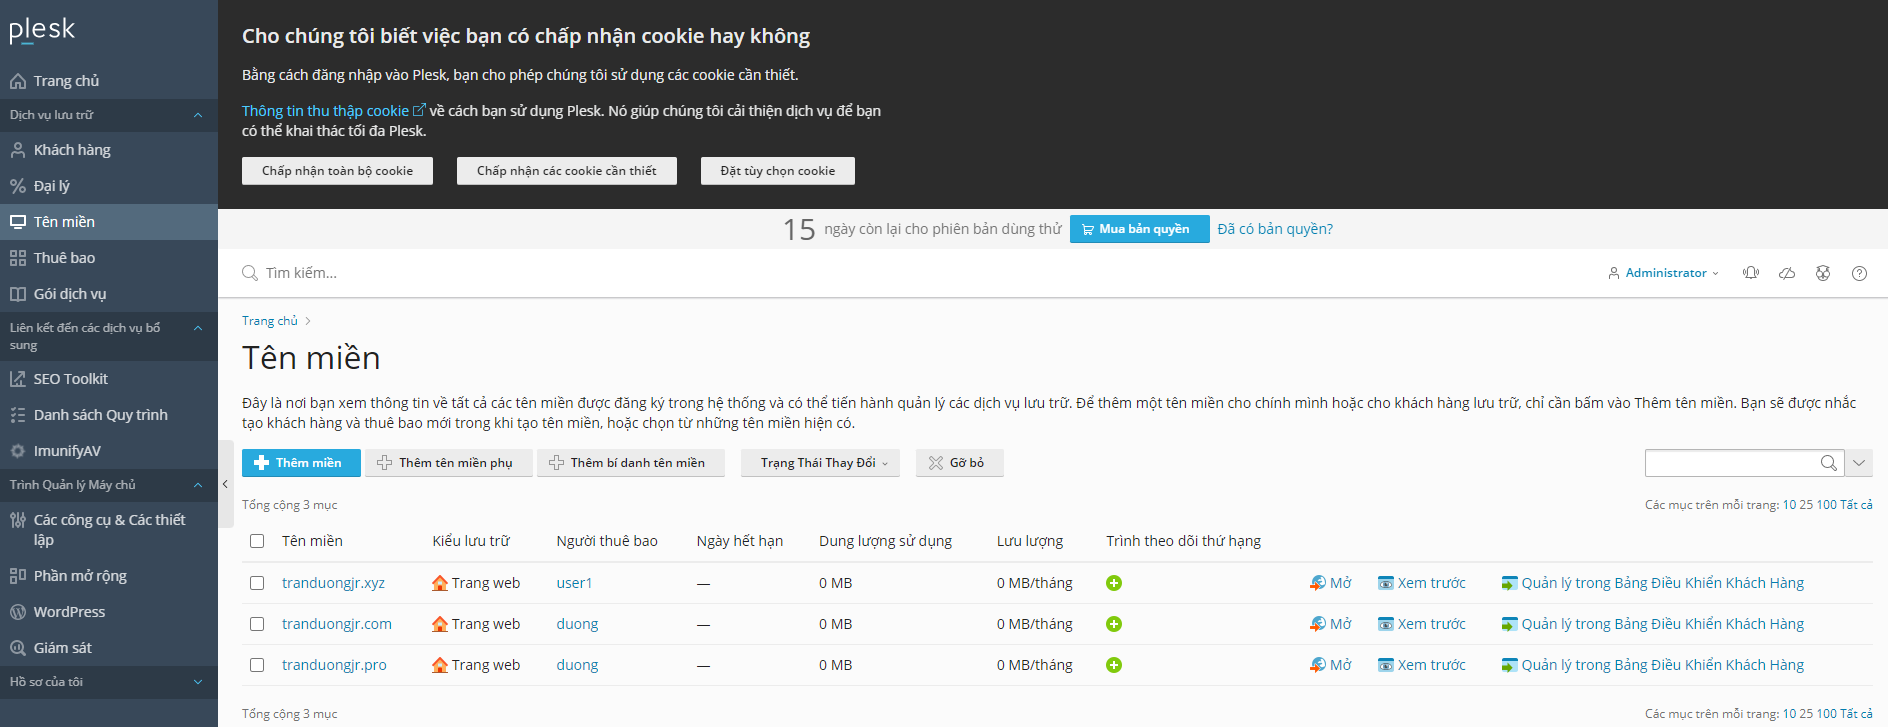 plesk
Trang chủ
Dịch vụ lưu trữ
Khách hàng
Đại lý
Tên miền
Thuê bao
Gói dịch vụ
Liên kết đến các dịch vụ bổ
sung
SEO Toolkit
Danh sách Quy trình
ImunifyAV
Trình Quản lý Máy chủ
Các công cụ & Các thiết
lập
Phần mở rộng
WordPress
Giám sát
Hồ sơ của tôi
Cho chúng tôi biết việc bạn có chấp nhận cookie hay không
Bằng cách đăng nhập vào Plesk, bạn cho phép chúng tôi sử dụng các cookie cần thiết.
Thông tin thu thập cookie về cách bạn sử dụng Plesk. Nó giúp chúng tôi cải thiện dịch vụ để bạn
có thể khai thác tối đa Plesk.
Chấp nhận toàn bộ cookie Chấp nhận các cookie cần thiết Đặt tùy chọn cookie
15 ngày còn lại cho phiên bản dùng thử Mua bản quyền Đã có bản quyền?
Tìm kiếm... Administrator
Trang chủ
Tên miền
Đây là nơi bạn xem thông tin về tất cả các tên miền được đăng ký trong hệ thống và có thể tiến hành quản lý các dịch vụ lưu trữ. Để thêm một tên miền cho chính mình hoặc cho khách hàng lưu trữ, chỉ cần bấm vào Thêm tên miền. Bạn sẽ được nhắc
tạo khách hàng và thuê bao mới trong khi tạo tên miền, hoặc chọn từ những tên miền hiện có.
Thêm miền Thêm tên miền phụ Thêm bí danh tên miền Trạng Thái Thay Đổi Gỡ bỏ
Tổng cộng 3 mục Các mục trên mỗi trang: 10 25 100 Tất cả
Tên miền Kiểu lưu trữ Người thuê bao Ngày hết hạn Dung lượng sử dụng Lưu lượng Trình theo dõi thứ hạng
tranduongjr.xyz Trang web user1 — 0 MB 0 MB/tháng Mở Xem trước Quản lý trong Bảng Điều Khiển Khách Hàng
tranduongjr.com Trang web duong — 0 MB 0 MB/tháng Mở Xem trước Quản lý trong Bảng Điều Khiển Khách Hàng
tranduongjr.pro Trang web duong — 0 MB 0 MB/tháng Mở Xem trước Quản lý trong Bảng Điều Khiển Khách Hàng
Tổng cộng 3 mục Các mục trên mỗi trang: 10 25 100 Tất cả